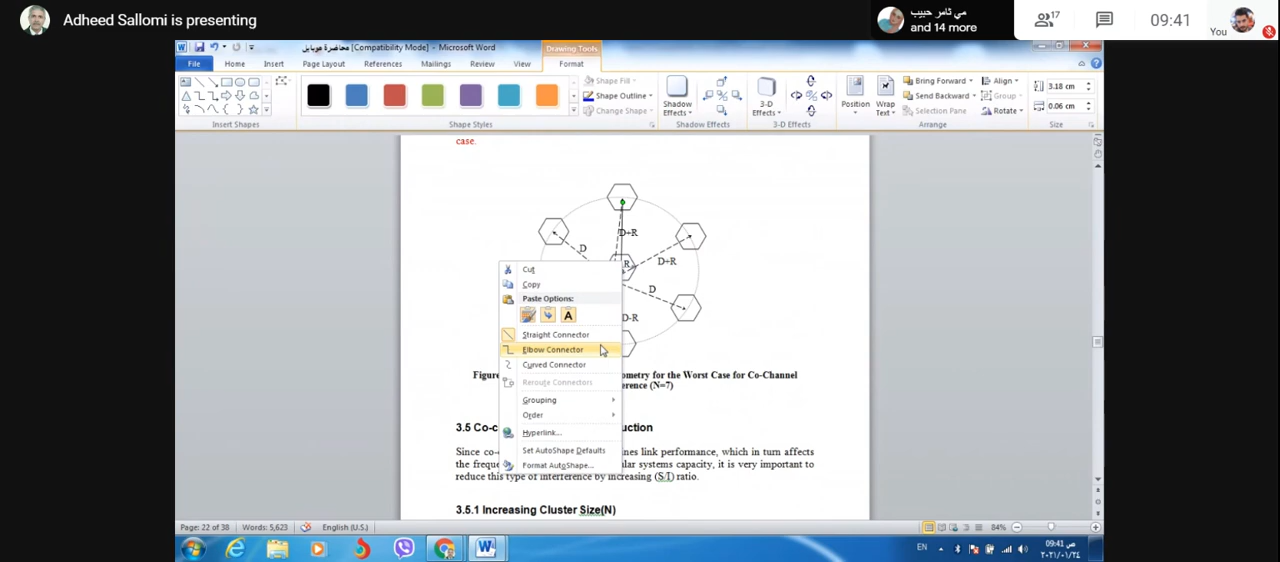 Adheed Sallomi is presenting
مي ثامر حبيب
and 14 more
17
09:41
You
محاضرة موبايل [Compatibility Mode] - Microsoft Word
Drawing Tools
File Home Insert Page Layout References Mailings Review View Format
Shape Fill
Shape Outline
Change Shape
Shadow Effects
3-D Effects
Position
Wrap Text
Bring Forward
Send Backward
Selection Pane
Align
Group
Rotate
3.18 cm
0.06 cm
Insert Shapes Shape Styles Shadow Effects 3-D Effects Arrange Size
case.
D+R
D
D+R
R
D
D-R
Cut
Copy
Paste Options:
A
Straight Connector
Elbow Connector
Curved Connector
Reroute Connectors
Grouping
Order
Hyperlink...
Set AutoShape Defaults
Format AutoShape...
Figure ometry for the Worst Case for Co-Channel
ference (N=7)
3.5 Co-c uction
Since co-c nes link performance, which in turn affects
the frequ ular systems capacity, it is very important to
reduce this type of interference by increasing (S/I) ratio.
3.5.1 Increasing Cluster Size(N)
Page: 22 of 38 Words: 5,623 English (U.S.) 84%
EN
09:41 ص
٢٠٢١/٠١/٢٤